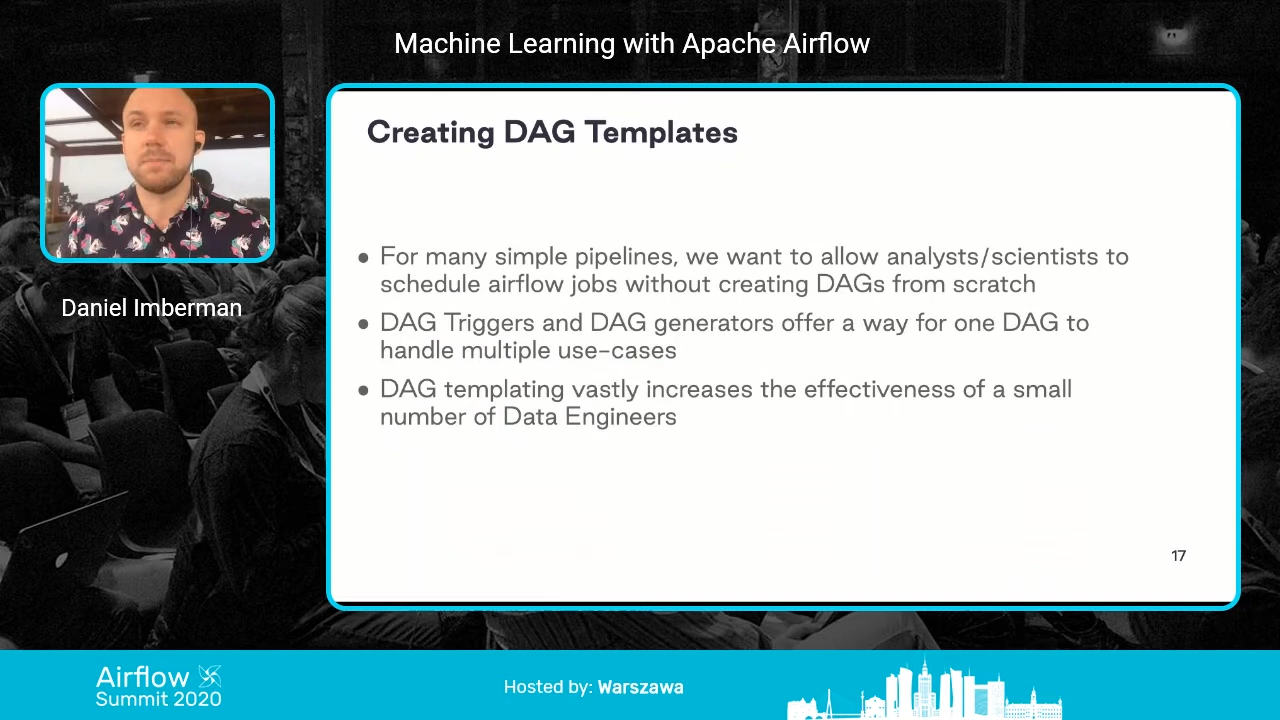 Machine Learning with Apache Airflow
Creating DAG Templates
● For many simple pipelines, we want to allow analysts/scientists to
schedule airflow jobs without creating DAGs from scratch
● DAG Triggers and DAG generators offer a way for one DAG to
handle multiple use-cases
● DAG templating vastly increases the effectiveness of a small
number of Data Engineers
17
Daniel Imberman
Airflow
Summit 2020
Hosted by: Warszawa